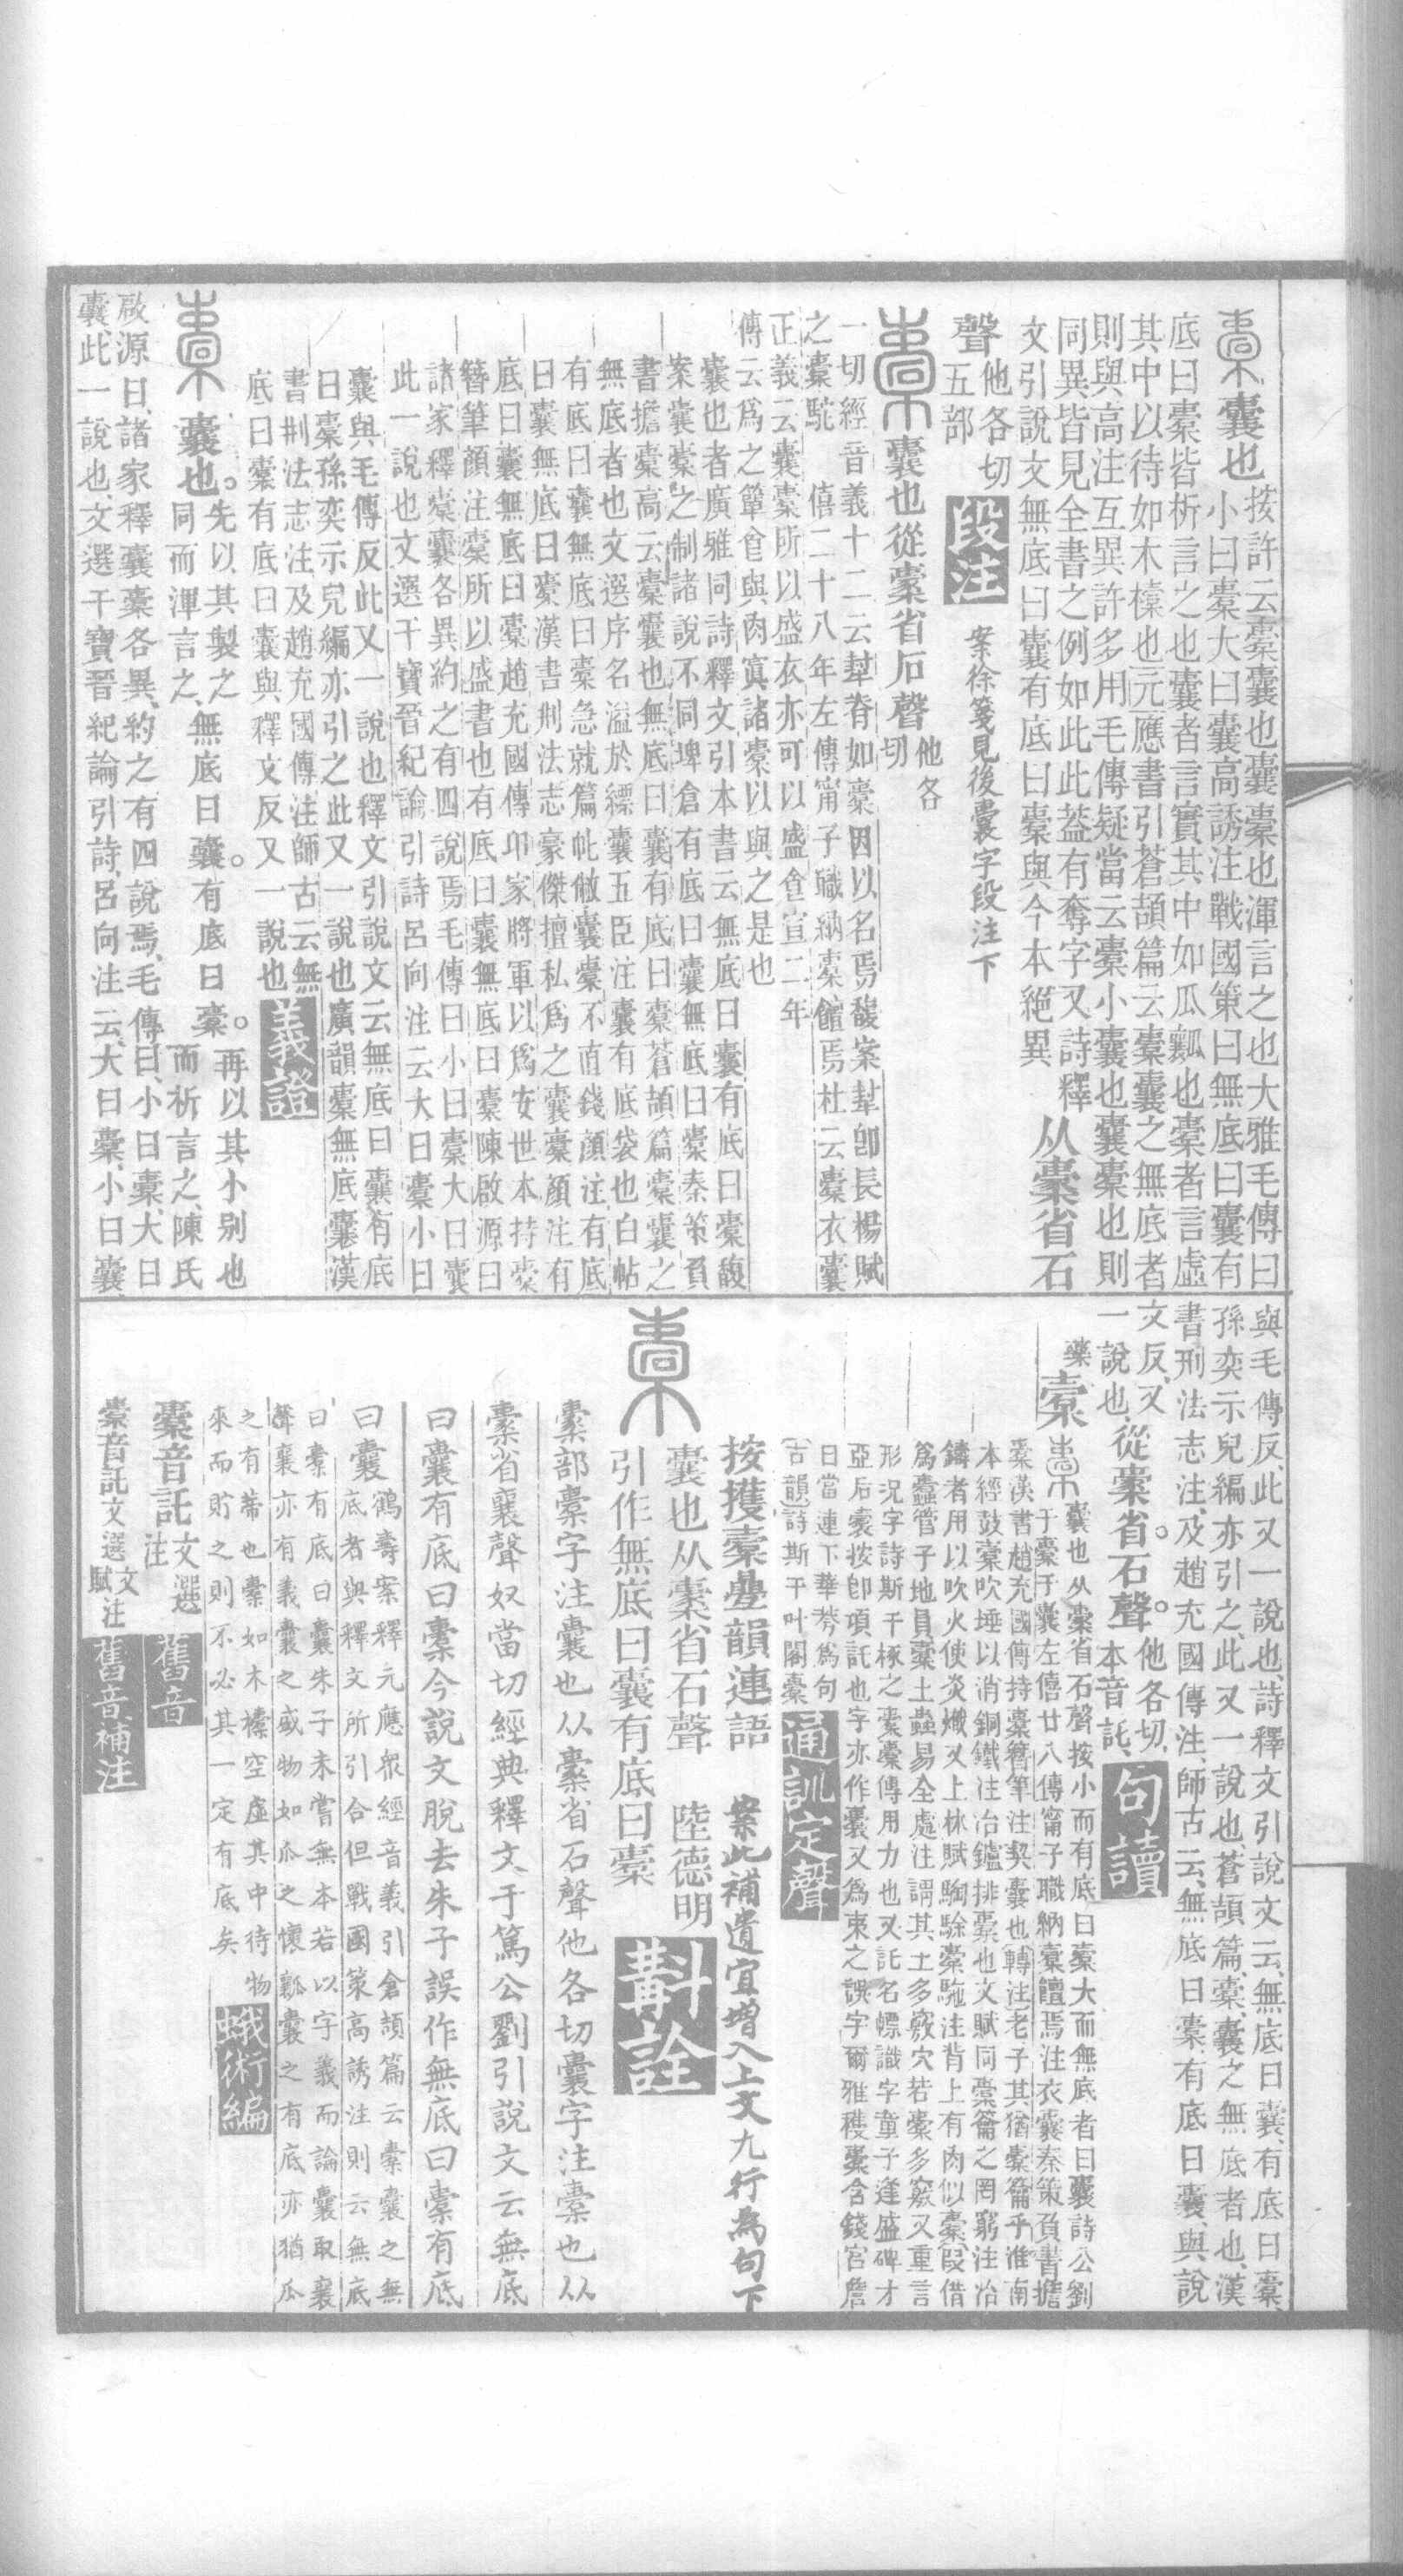 橐囊也按許云橐囊也囊橐也渾言之也大雅毛傳曰
小曰橐大曰囊高誘注戰國策曰無底曰囊有
底曰橐皆析言之也囊者言實其中如瓜瓤也橐者言虛
其中以待如木㯓也元應書引蒼頡篇云橐囊之無底者
則與高注互異許多用毛傳疑當云橐小囊也囊橐也則
同異皆見全書之例如此此葢有奪字又詩釋
文引說文無底曰囊有底曰橐與今本絕異
从㯻省石
聲他各切五部
段注
案徐箋見後囊字段注下
橐囊也從㯻省石聲他各切
一切經音義十二云犎脊如橐因以名焉馥案犎卽長楊賦
之橐駝 僖二十八年左傳甯子職納橐饘焉杜云橐衣囊
正義云囊橐所以盛衣亦可以盛食宣二年
傳云爲之簞食與肉寘諸橐以與之是也
囊也者廣雅同詩釋文引本書云無底曰囊有底曰橐馥
案囊橐之制諸說不同埤倉有底曰囊無底曰橐秦策負
書擔橐高云橐囊也無底曰囊有底曰橐蒼頡篇橐囊之
無底者也文選序名溢於縹囊五臣注囊有底袋也白帖
有底曰囊無底曰橐急就篇帗敝囊橐不直錢顏注有底
曰囊無底曰橐漢書刑法志豪傑擅私爲之囊橐顏注有
底曰囊無底曰橐趙充國傳卭家將軍以爲安世本持橐
簪筆顏注橐所以盛書也有底曰囊無底曰橐陳啟源曰
諸家釋橐囊各異約之有四說焉毛傳曰小曰橐大曰囊
此一說也文選干寶晉紀論引詩呂向注云大曰橐小曰
囊與毛傳反此又一說也釋文引說文云無底曰囊有底
曰橐孫奕示兒編亦引之此又一說也廣韻橐無底囊漢
書刑法志注及趙充國傳注師古云無
底曰橐有底曰囊與釋文反又一說也
義證
橐囊也。先以其製之同而渾言之、無底曰囊。有底曰橐。再以其小別也而析言之、陳氏
啟源曰、諸家釋囊橐各異、約之有四說焉、毛傳曰、小曰橐、大曰
囊、此一說也、文選干寶晉紀論引詩、呂向注云、大曰橐、小曰囊、
與毛傳反、此又一說也、詩釋文引說文云、無底曰囊、有底曰橐、
孫奕示兒編亦引之、此又一說也、蒼頡篇、橐、囊之無底者也、漢
書刑法志注、及趙充國傳注、師古云、無底曰橐、有底曰囊、與說
文反、又一說也、
從㯻省。石聲。他各切、本音託、
句讀
橐橐囊也从㯻省石聲按小而有底曰橐大而無底者曰囊詩公劉
于橐于囊左僖廿八傳甯子職納橐饘焉注衣囊秦策負書擔
橐漢書趙充國傳持橐簪筆注契囊也轉注老子其猶橐籥乎淮南
本經鼓橐吹埵以消銅鐵注冶鑪排橐也文賦同橐籥之罔窮注冶
鑄者用以吹火使炎熾又上林賦騊駼橐駞注背上有肉似橐叚借
爲蠹管子地員橐土蟲易全處注謂其土多竅穴若橐多竅又重言
形況字詩斯干椓之橐橐傳用力也又託名幖識字童子逢盛碑才
亞后橐按卽項託也字亦作囊又爲束之誤字爾雅穫橐含錢宮詹
曰當連下華荂爲句
古韻詩斯干叶閣橐
通訓定聲
按擭橐疊韻連語 案此補遺宜增入上文九行爲句下
橐囊也从㯻省石聲 陸德明
引作無底曰囊有底曰橐
斠詮
㯻部橐字注囊也从㯻省石聲他各切囊字注橐也从
㯻省襄聲奴當切經典釋文于篤公劉引說文云無底
曰囊有底曰橐今說文脫去朱子誤作無底曰橐有底
曰囊鶴壽案釋元應眾經音義引倉頡篇云橐囊之無
底者與釋文所引合但戰國策高誘注則云無底
曰橐有底曰囊朱子未嘗無本若以字義而論囊取襄
聲襄亦有義囊之盛物如瓜之懷瓤囊之有底亦猶瓜
之有蒂也橐如木㯓空虛其中待物
來而貯之則不必其一定有底矣
蛾術編
橐音託文選注
舊音
橐音託文選文賦注
舊音補注